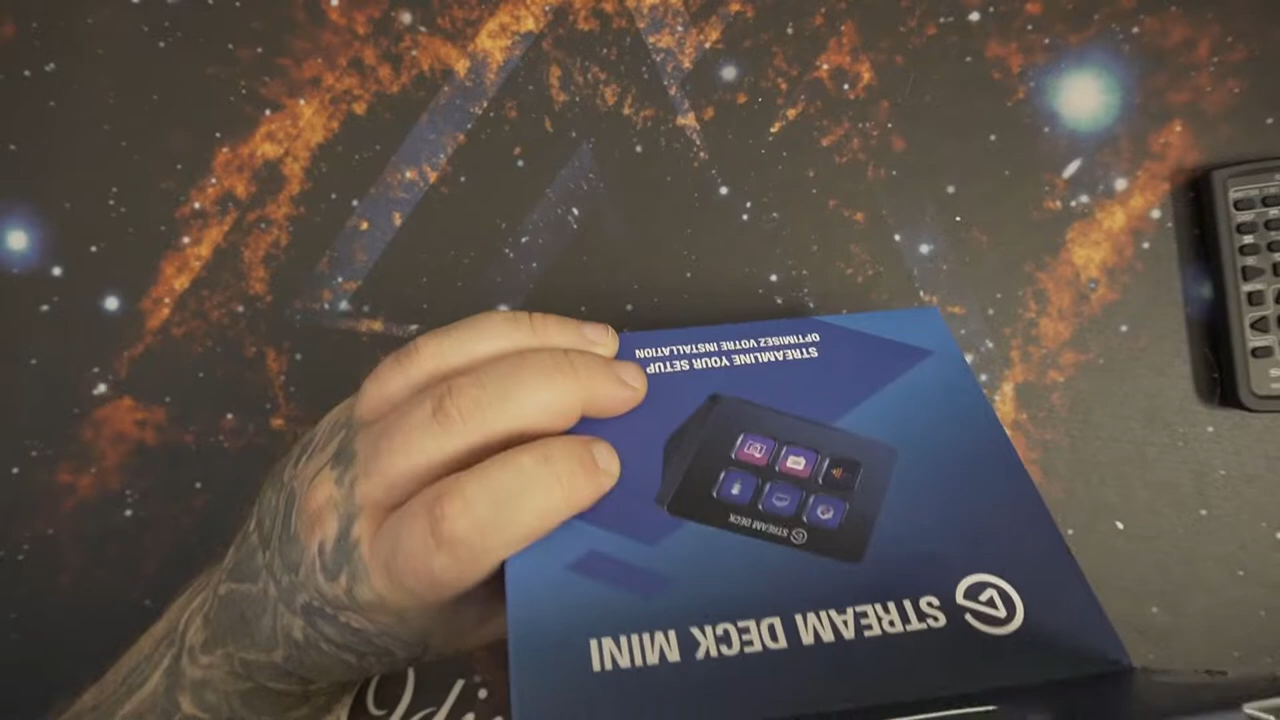 STREAM DECK MINI
STREAM DECK
STREAMLINE YOUR SETUP
OPTIMISEZ VOTRE INSTALLATION